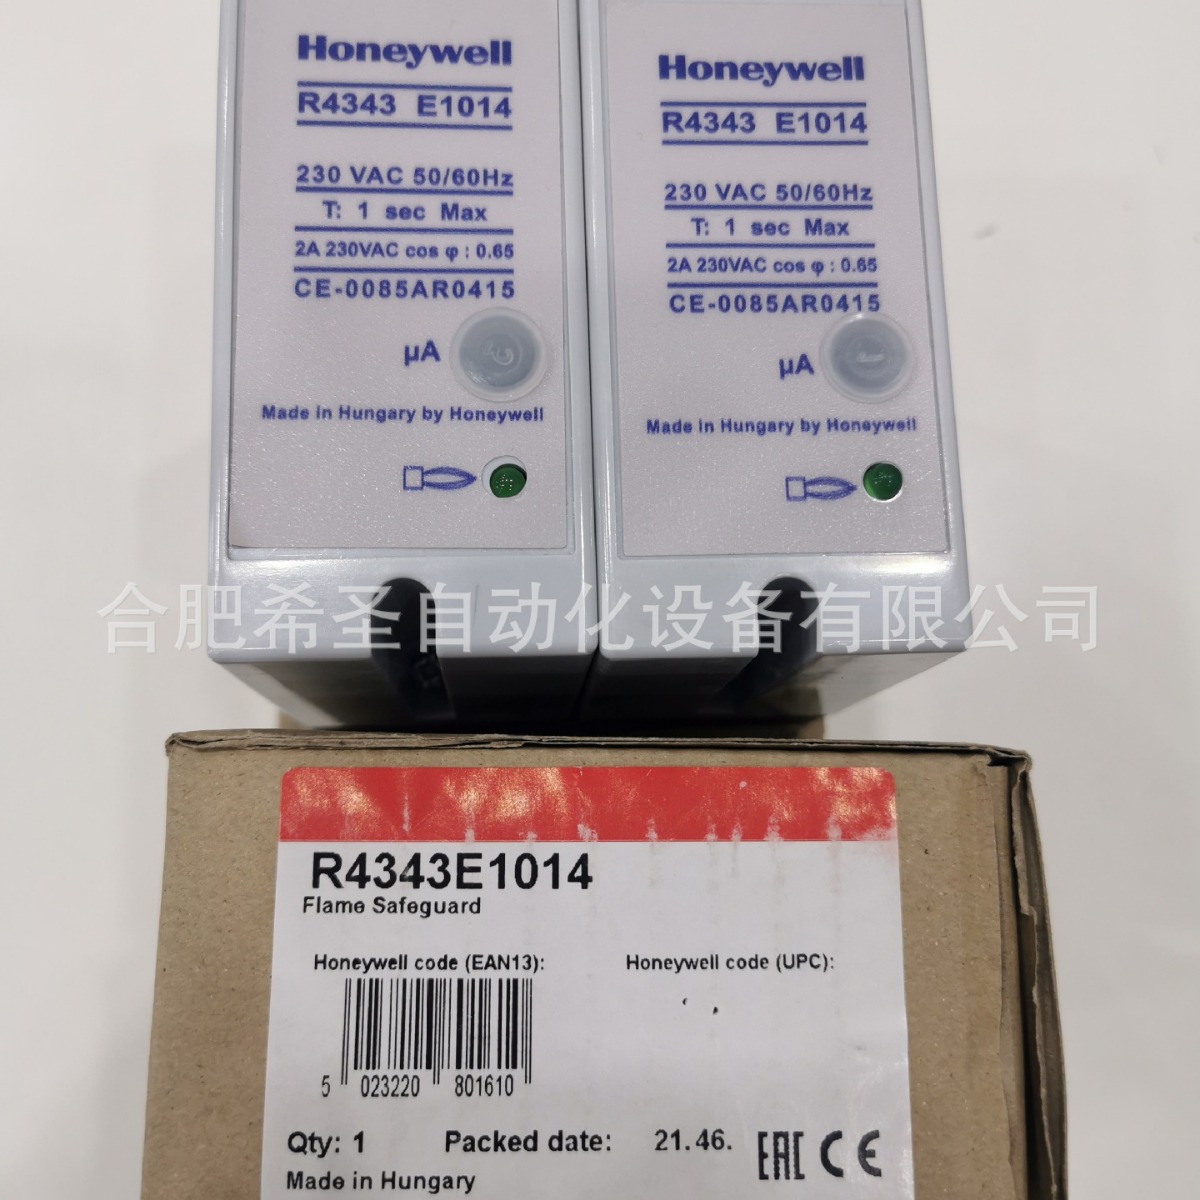 Honeywell
R4343 E1014
230 VAC 50/60Hz
T: 1 sec Max
2A 230VAC cos φ : 0.65
CE-0085AR0415
µA
Made in Hungary by Honeywell
Honeywell
R4343 E1014
230 VAC 50/60Hz
T: 1 sec Max
2A 230VAC cos φ : 0.65
CE-0085AR0415
µA
Made in Hungary by Honeywell
合肥希圣自动化设备有限公司
R4343E1014
Flame Safeguard
Honeywell code (EAN13): Honeywell code (UPC):
5 023220 801610
Qty: 1 Packed date: 21.46. EAC CE
Made in Hungary